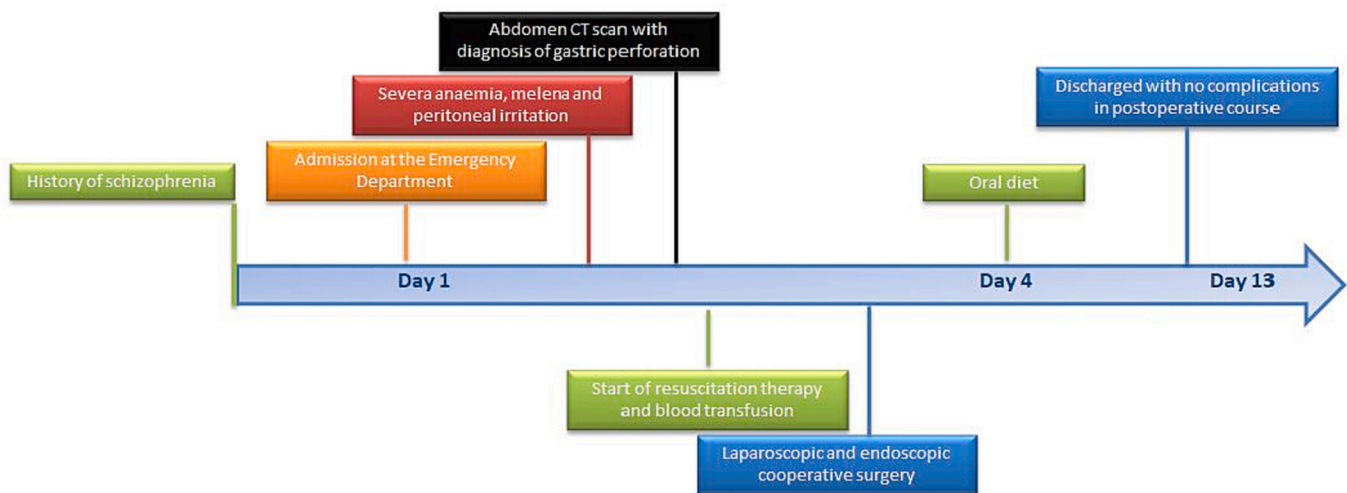 Abdomen CT scan with
diagnosis of gastric perforation
Severa anaemia, melena and
peritoneal irritation
Discharged with no complications
in postoperative course
Admission at the Emergency
Department
History of schizophrenia
Oral diet
Day 1
Day 4
Day 13
Start of resuscitation therapy
and blood transfusion
Laparoscopic and endoscopic
cooperative surgery